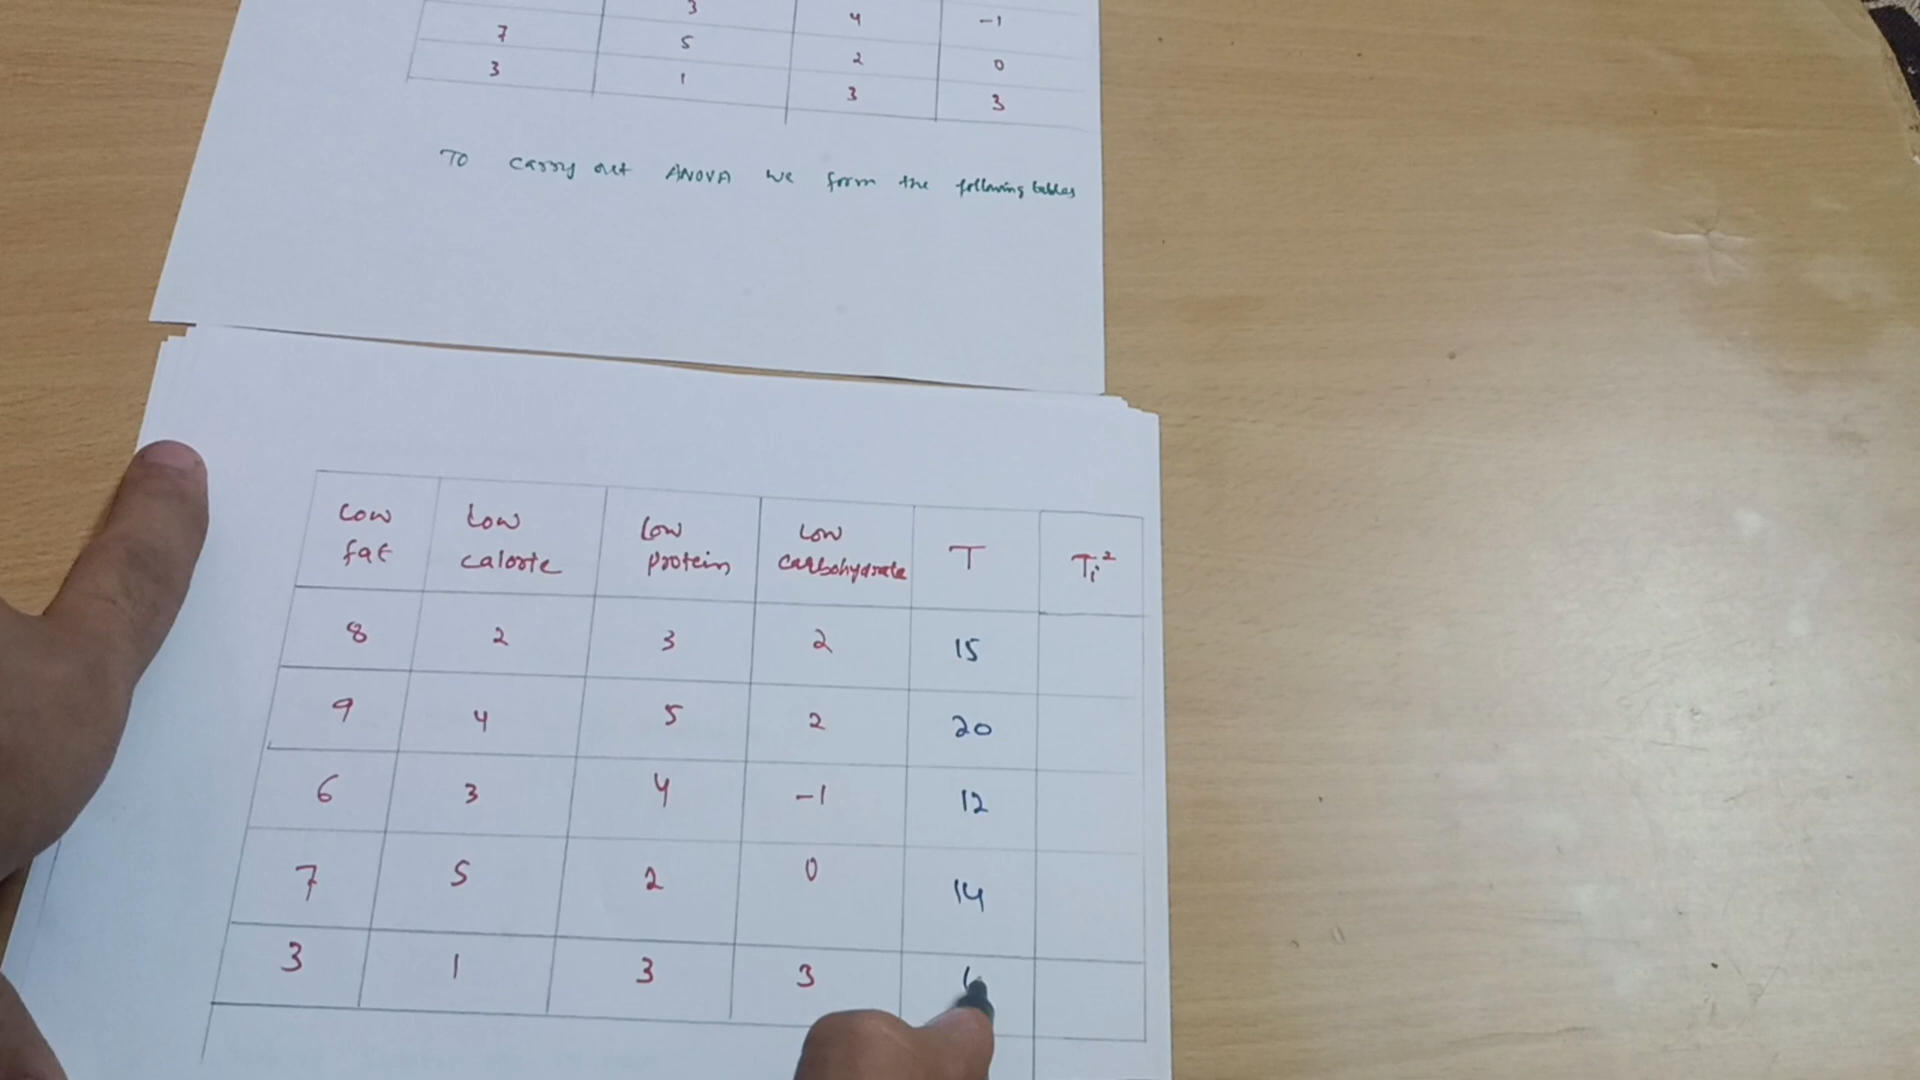 3 4 -1
7 5 2 0
3 1 3 3
To carry out ANOVA we form the following tables
Low fat Low calorie Low protein Low carbohydrate T Ti²
8 2 3 2 15
9 4 5 2 20
6 3 4 -1 12
7 5 2 0 14
3 1 3 3